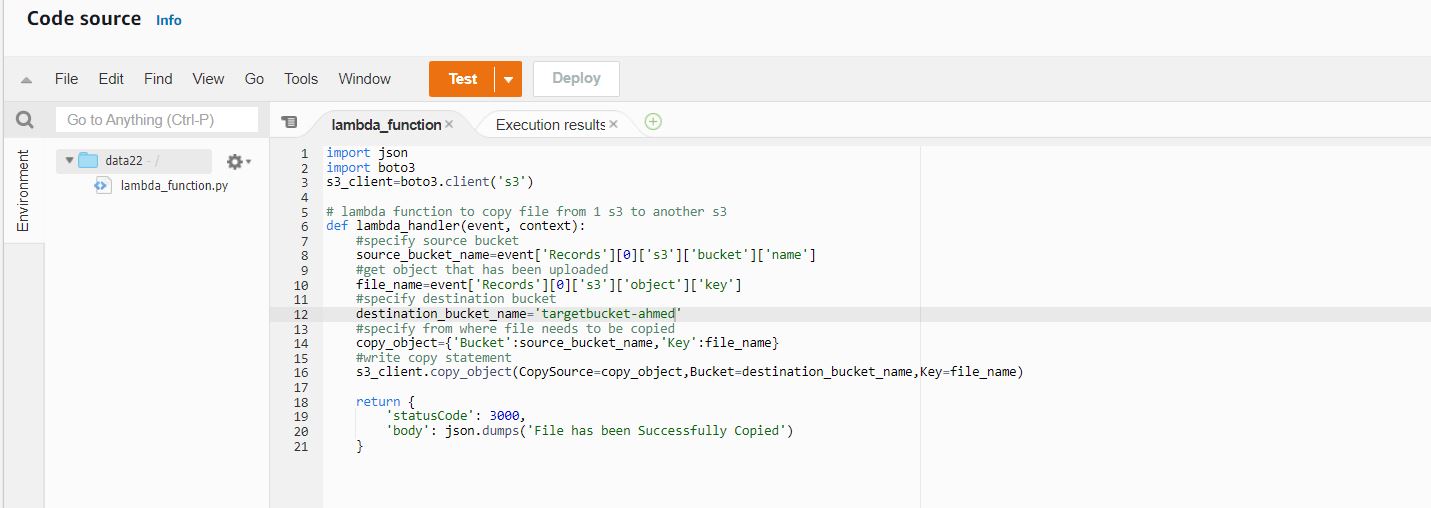 Code source Info
File Edit Find View Go Tools Window Test Deploy
Go to Anything (Ctrl-P)
lambda_function × Execution results ×
Environment
data22 - /
lambda_function.py
1 import json
2 import boto3
3 s3_client=boto3.client('s3')
4
5 # lambda function to copy file from 1 s3 to another s3
6 def lambda_handler(event, context):
7     #specify source bucket
8     source_bucket_name=event['Records'][0]['s3']['bucket']['name']
9     #get object that has been uploaded
10     file_name=event['Records'][0]['s3']['object']['key']
11     #specify destination bucket
12     destination_bucket_name='targetbucket-ahmed'
13     #specify from where file needs to be copied
14     copy_object={'Bucket':source_bucket_name,'Key':file_name}
15     #write copy statement
16     s3_client.copy_object(CopySource=copy_object,Bucket=destination_bucket_name,Key=file_name)
17
18     return {
19         'statusCode': 3000,
20         'body': json.dumps('File has been Successfully Copied')
21     }